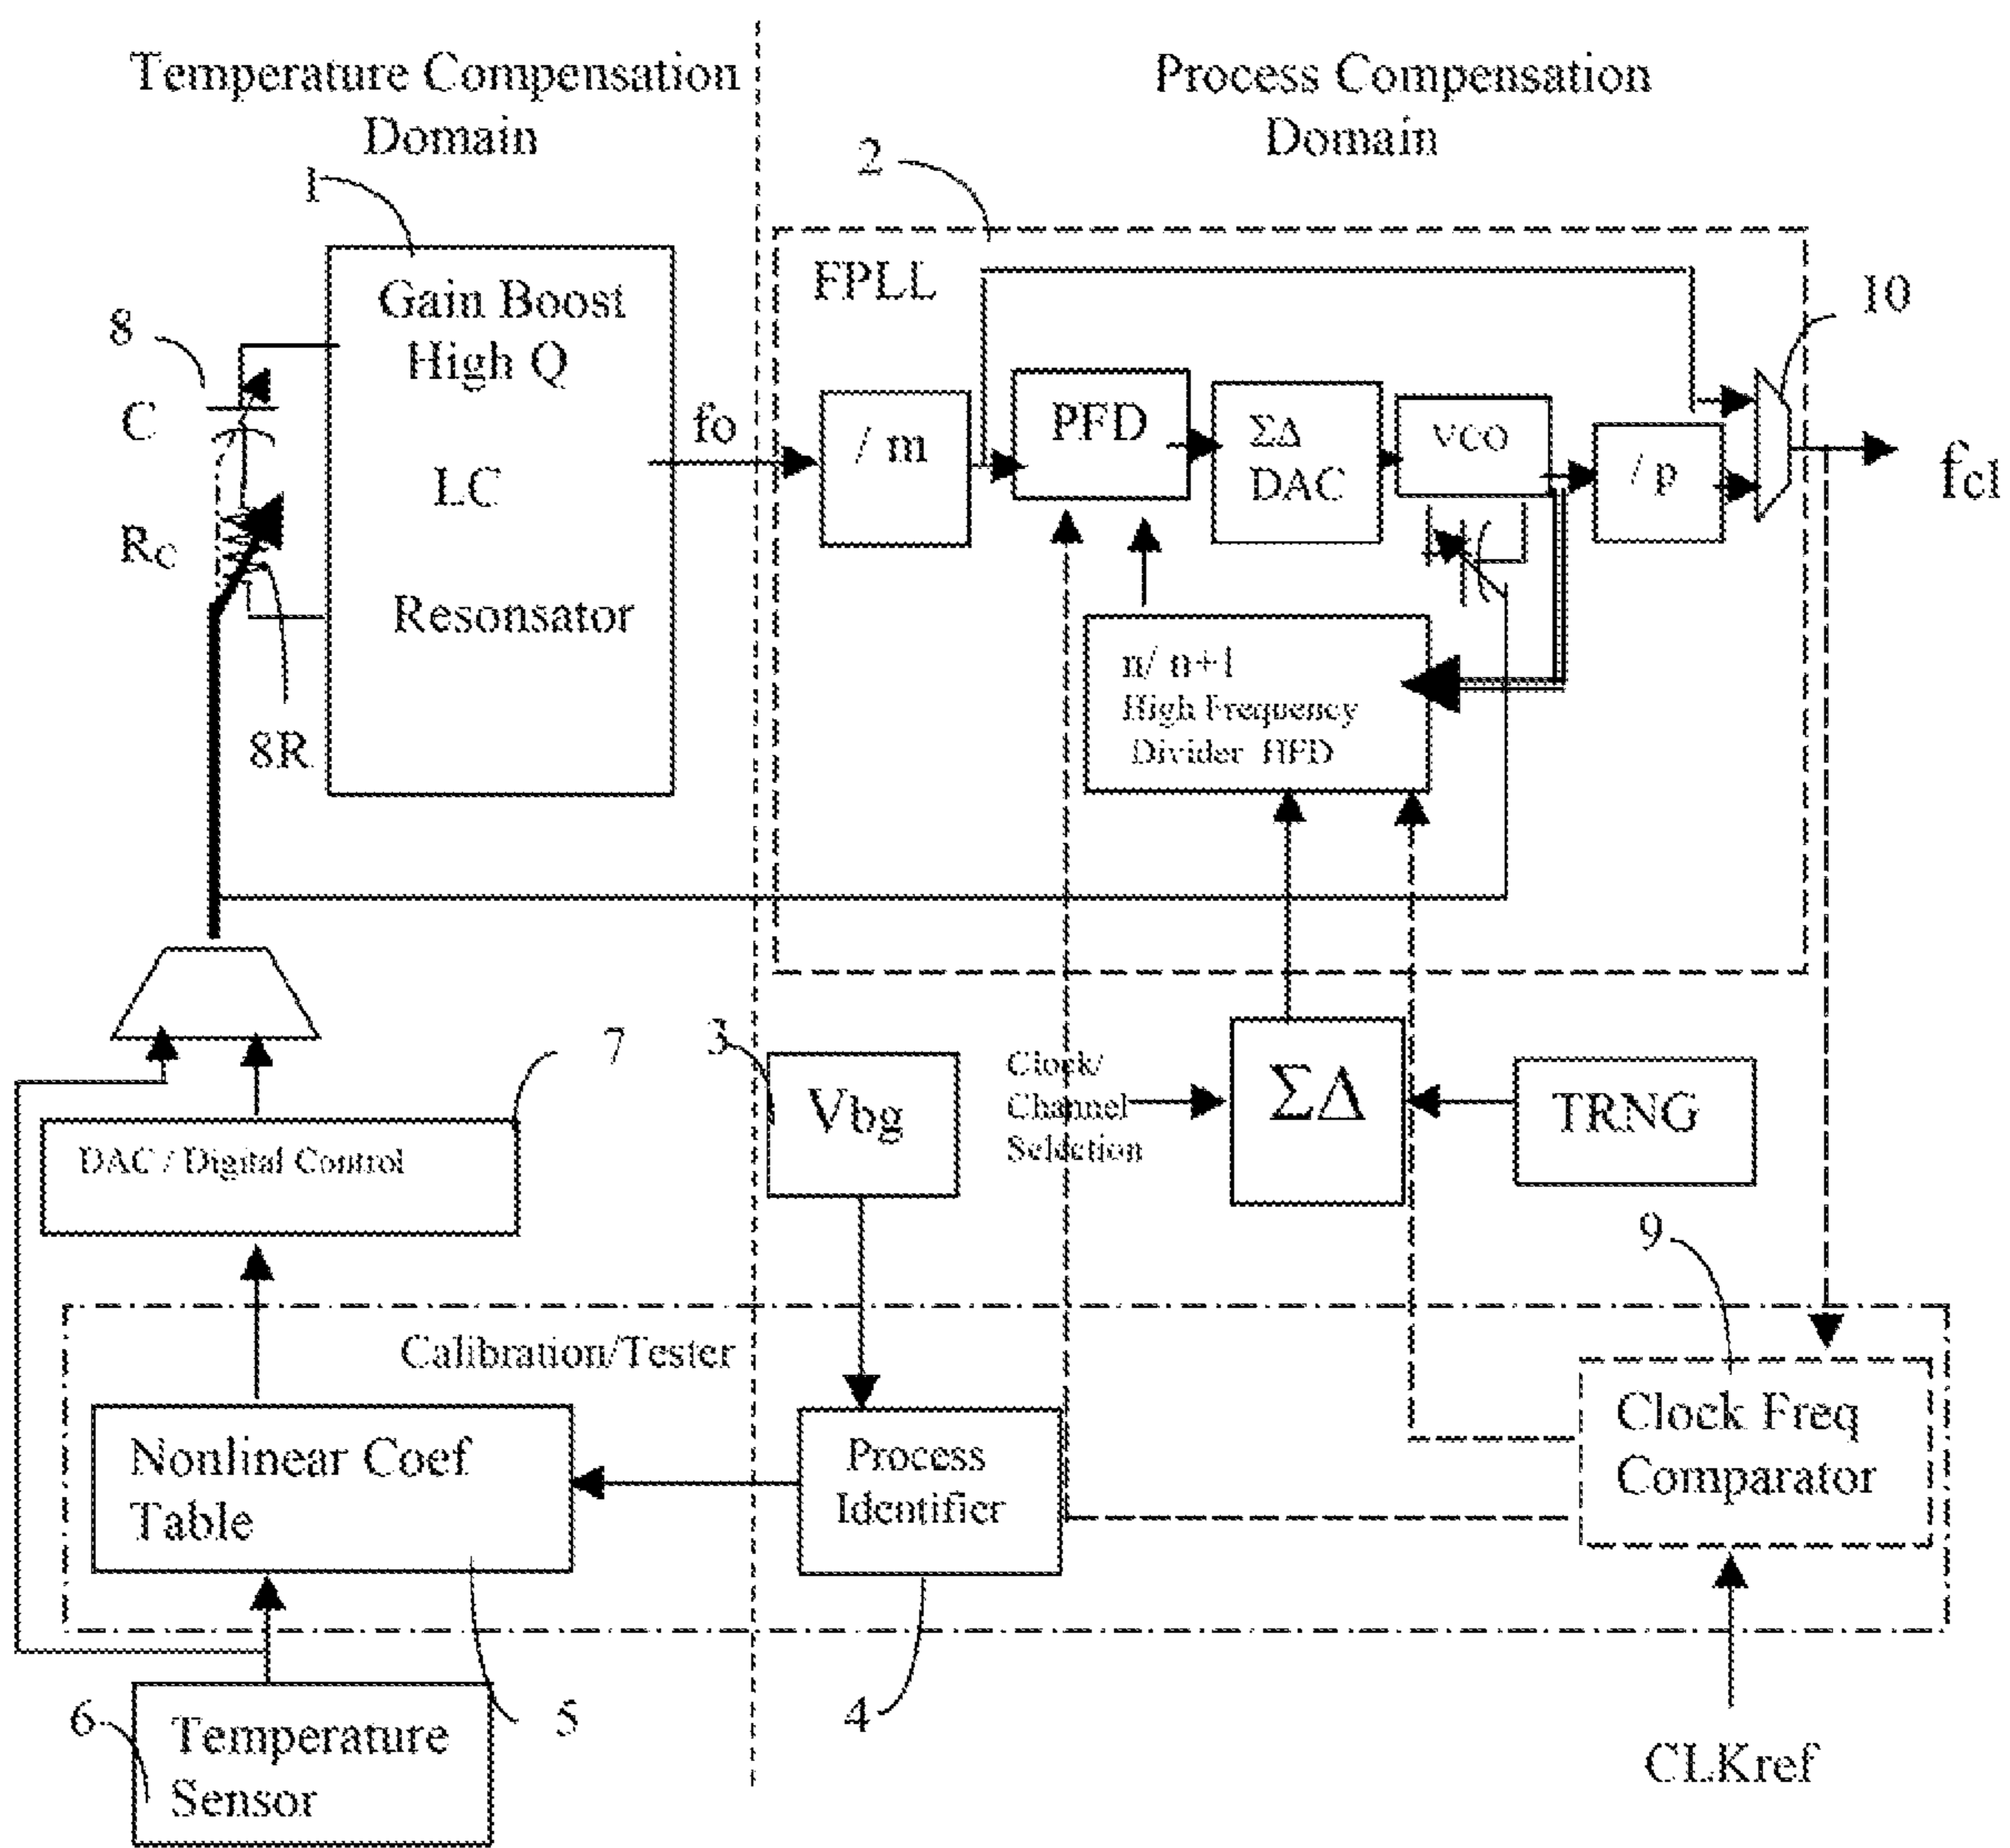 Temperature Compensation
Domain
Process Compensation
Domain
1
2
FPLL
10
Gain Boost
High Q
LC
Resonsator
8
C
Rc
8R
fo
/ m
PFD
ΣΔ
DAC
VCO
/ p
fcl
n/ n+1
High Frequency
Divider HFD
7
DAC / Digital Control
3
Vbg
Clock/
Channel
Selection
ΣΔ
TRNG
9
Calibration/Tester
Nonlinear Coef
Table
Process
Identifier
Clock Freq
Comparator
6
Temperature
Sensor
5
4
CLKref